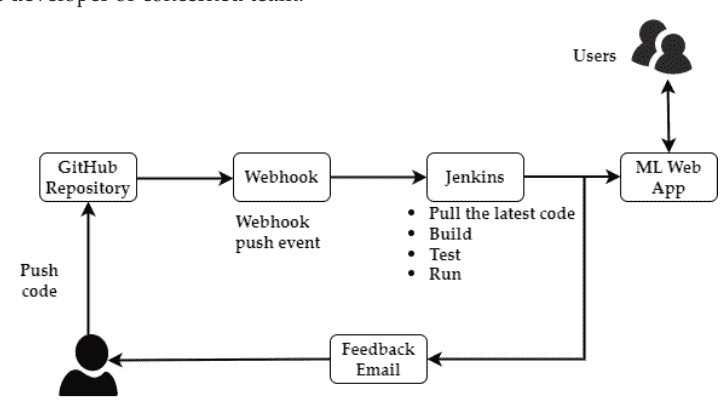 developer or concerned team.
Users
GitHub
Repository
Webhook
Jenkins
ML Web
App
Webhook
push event
• Pull the latest code
• Build
• Test
• Run
Push
code
Feedback
Email